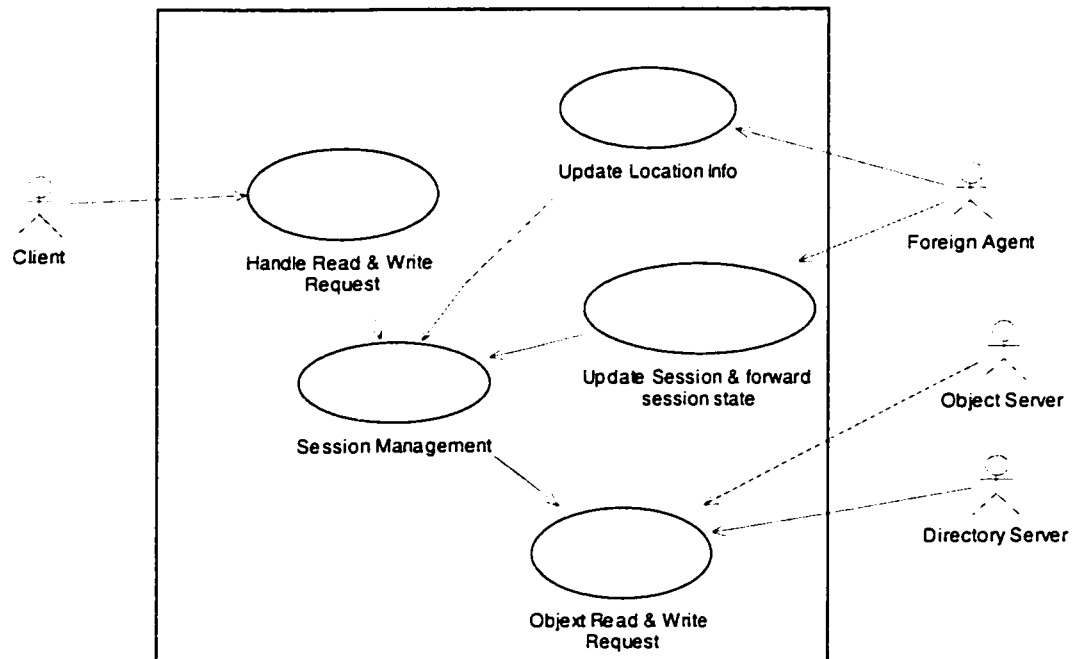 Update Location Info
Client
Handle Read & Write
Request
Foreign Agent
Update Session & forward
session state
Object Server
Session Management
Directory Server
Objext Read & Write
Request